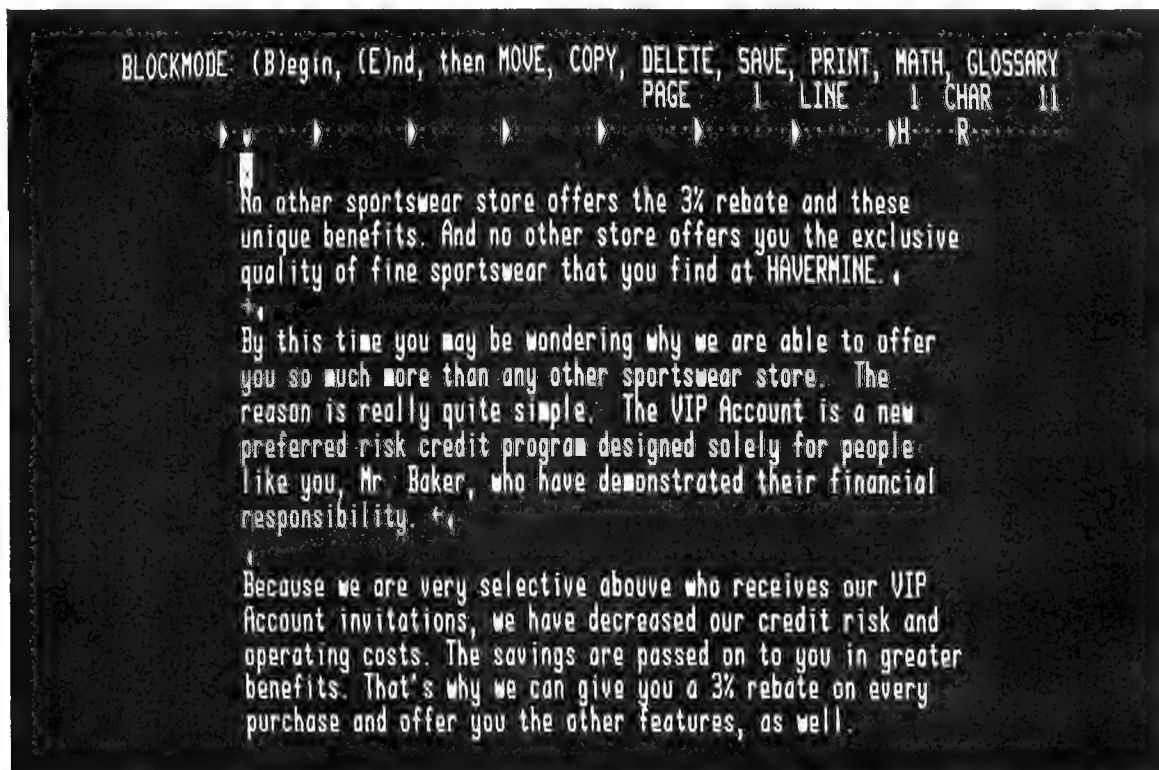 BLOCKMODE (B)egin, (E)nd, then MOVE, COPY, DELETE, SAVE, PRINT, MATH, GLOSSARY
PAGE 1 LINE 1 CHAR 11
H R
No other sportswear store offers the 3% rebate and these
unique benefits. And no other store offers you the exclusive
quality of fine sportswear that you find at HAVERMINE.
By this time you may be wondering why we are able to offer
you so much more than any other sportswear store. The
reason is really quite simple. The VIP Account is a new
preferred risk credit program designed solely for people
like you, Mr. Baker, who have demonstrated their financial
responsibility.
Because we are very selective abouve who receives our VIP
Account invitations, we have decreased our credit risk and
operating costs. The savings are passed on to you in greater
benefits. That's why we can give you a 3% rebate on every
purchase and offer you the other features, as well.